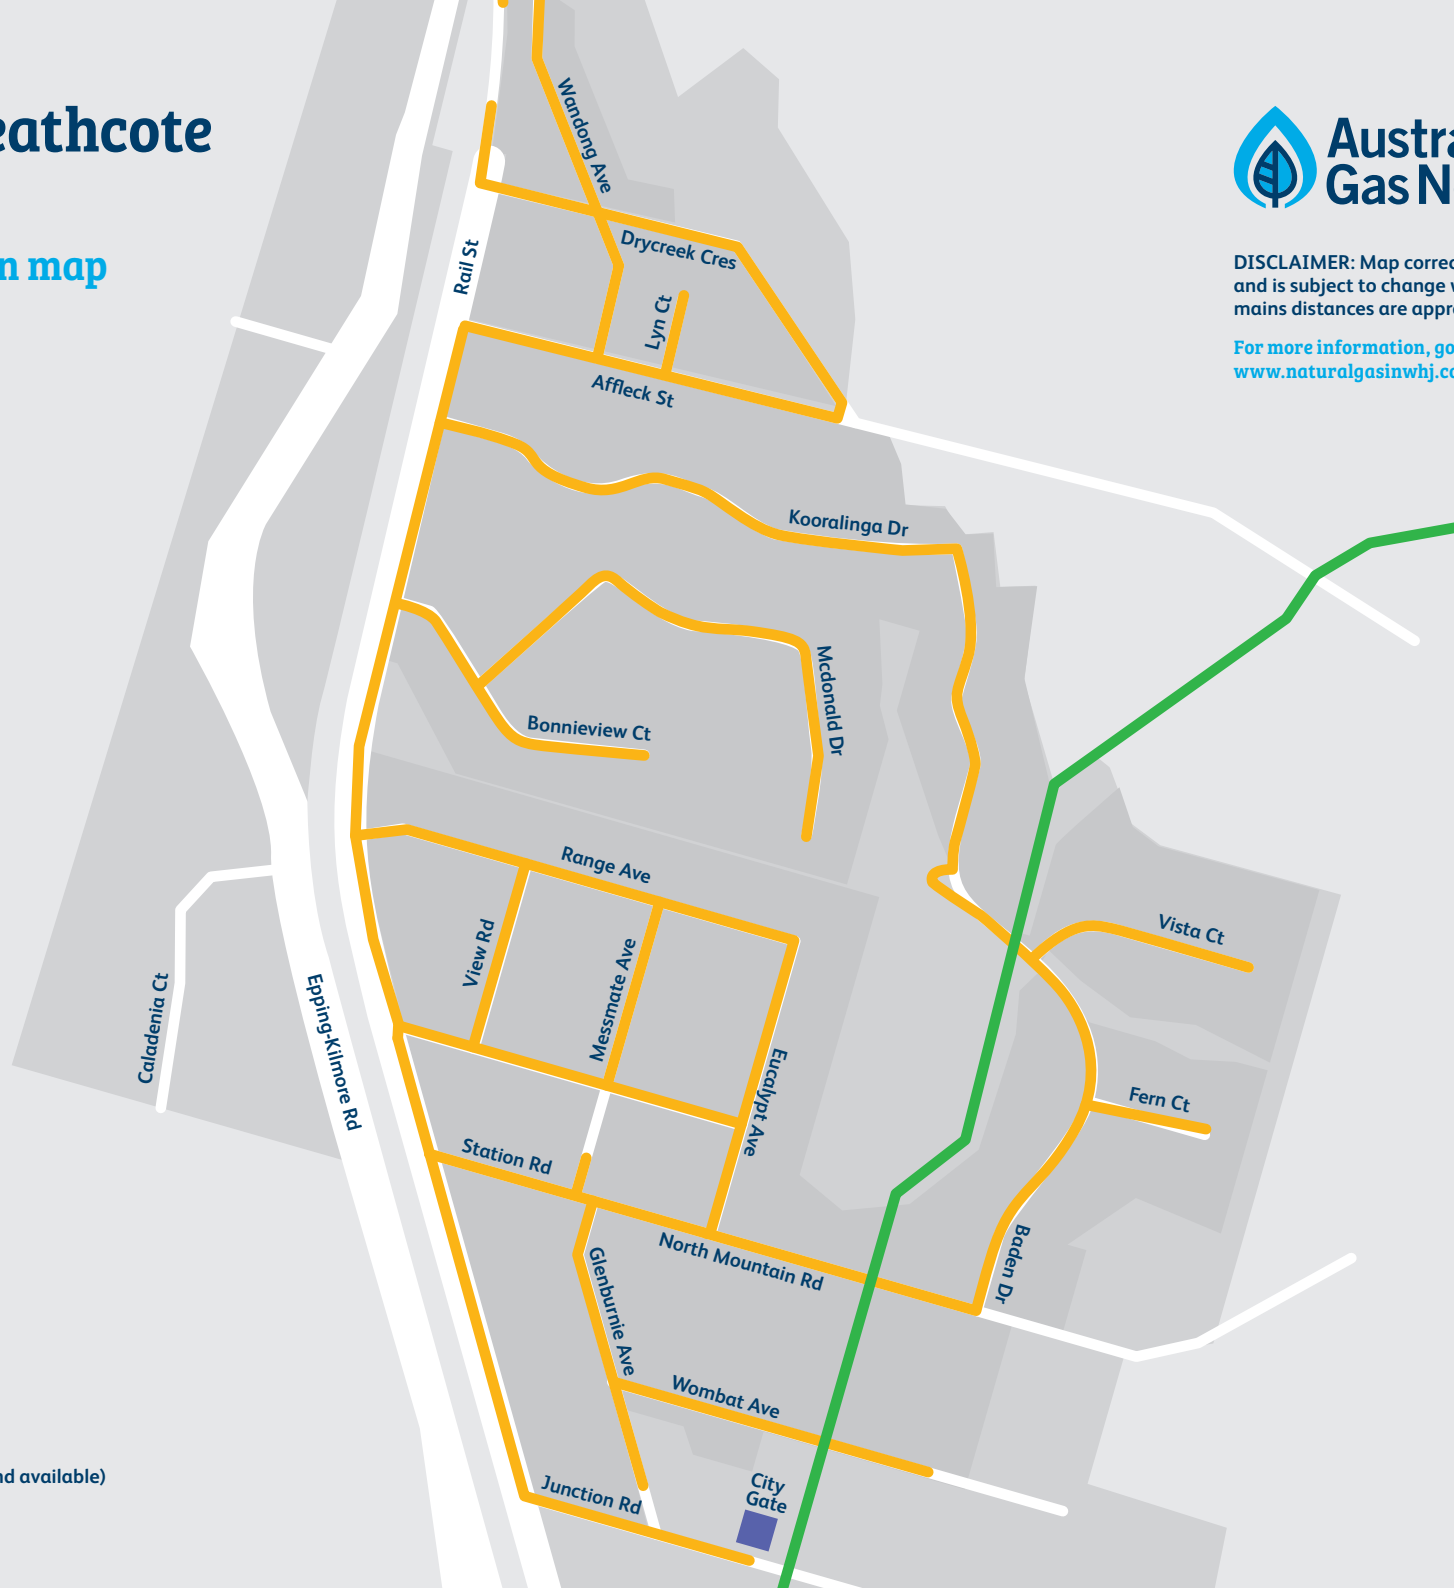 eathcote
n map
Austra
Gas N
DISCLAIMER: Map correc
and is subject to change w
mains distances are appro
For more information, go
www.naturalgasinwhj.co
Wandong Ave
Drycreek Cres
Rail St
Lyn Ct
Affleck St
Kooralinga Dr
Mcdonald Dr
Bonnieview Ct
Range Ave
View Rd
Messmate Ave
Vista Ct
Caladenia Ct
Epping-Kilmore Rd
Eucalypt Ave
Fern Ct
Station Rd
North Mountain Rd
Baden Dr
Glenburnie Ave
Wombat Ave
City
Gate
Junction Rd
nd available)